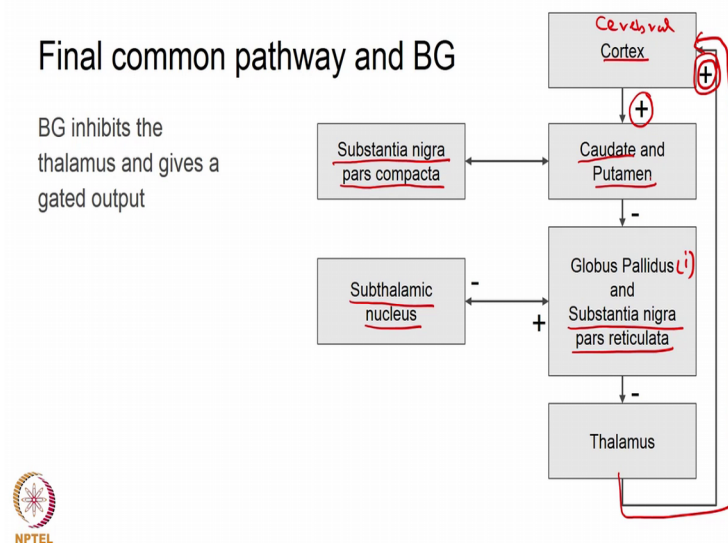 Final common pathway and BG
BG inhibits the
thalamus and gives a
gated output
Cerebral
Cortex
+
+
Substantia nigra
pars compacta
Caudate and
Putamen
-
Subthalamic
nucleus
-
+
Globus Pallidus (i)
and
Substantia nigra
pars reticulata
-
Thalamus
NPTEL